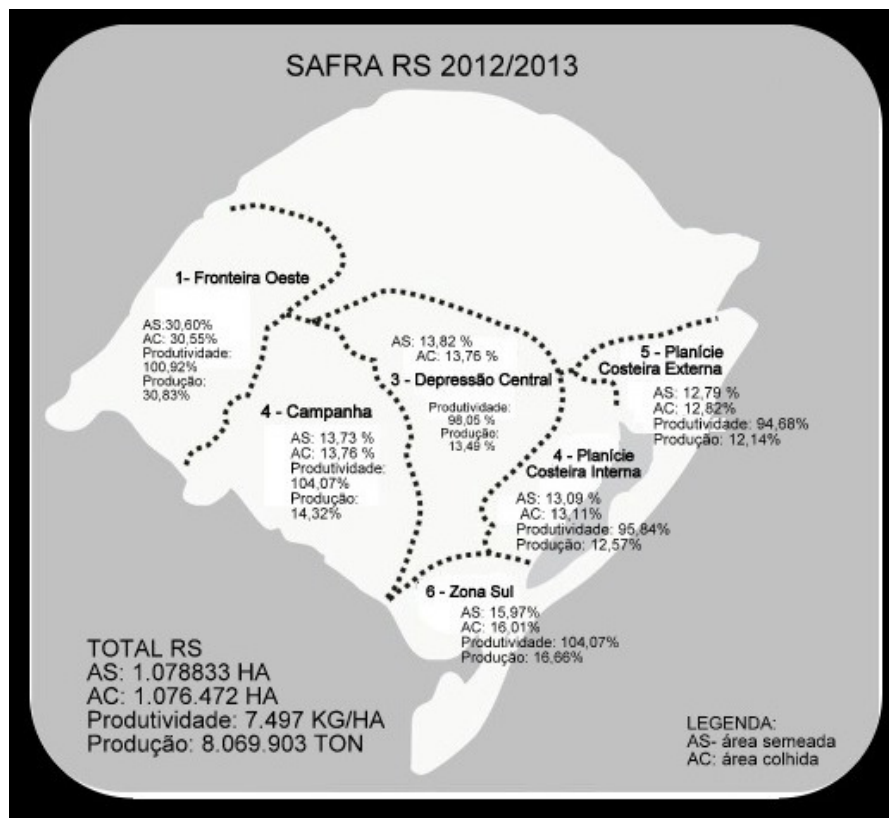 SAFRA RS 2012/2013
1- Fronteira Oeste
AS:30,60%
AC: 30,55%
Produtividade:
100,92%
Produção:
30,83%
4 - Campanha
AS: 13,73 %
AC: 13,76 %
Produtividade:
104,07%
Produção:
14,32%
AS: 13,82 %
AC: 13,76 %
3 - Depressão Central
Produtividade:
98,05 %
Produção:
13,49 %
5 - Planície
Costeira Externa
AS: 12,79 %
AC: 12,82%
Produtividade: 94,68%
Produção: 12,14%
4 - Planície
Costeira Interna
AS: 13,09 %
AC: 13,11%
Produtividade: 95,84%
Produção: 12,57%
6 - Zona Sul
AS: 15,97%
AC: 16,01%
Produtividade: 104,07%
Produção: 16,66%
TOTAL RS
AS: 1.078833 HA
AC: 1.076.472 HA
Produtividade: 7.497 KG/HA
Produção: 8.069.903 TON
LEGENDA:
AS- área semeada
AC: área colhida